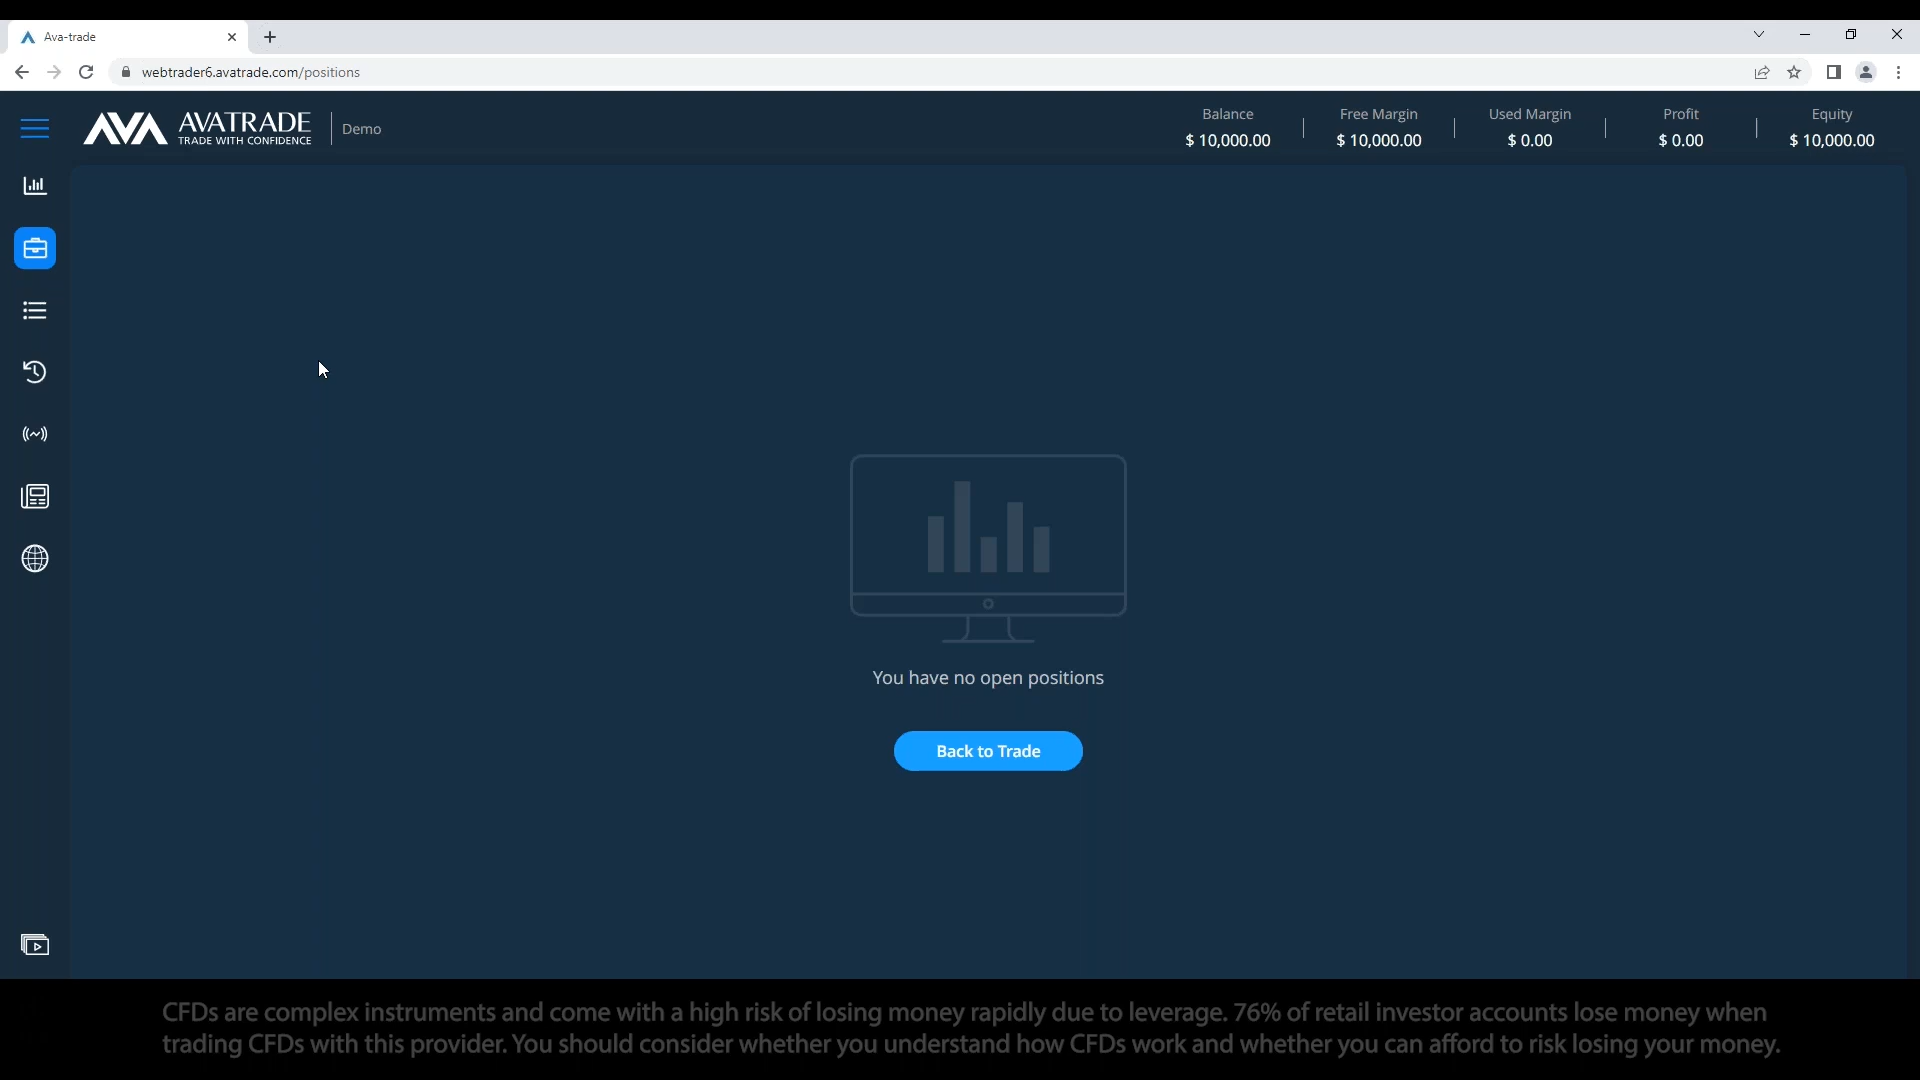 Ava-trade
webtrader6.avatrade.com/positions
AVA AVATRADE
TRADE WITH CONFIDENCE
Demo
Balance Free Margin Used Margin Profit Equity
$ 10,000.00 $ 10,000.00 $ 0.00 $ 0.00 $ 10,000.00
You have no open positions
Back to Trade
CFDs are complex instruments and come with a high risk of losing money rapidly due to leverage. 76% of retail investor accounts lose money when
trading CFDs with this provider. You should consider whether you understand how CFDs work and whether you can afford to risk losing your money.